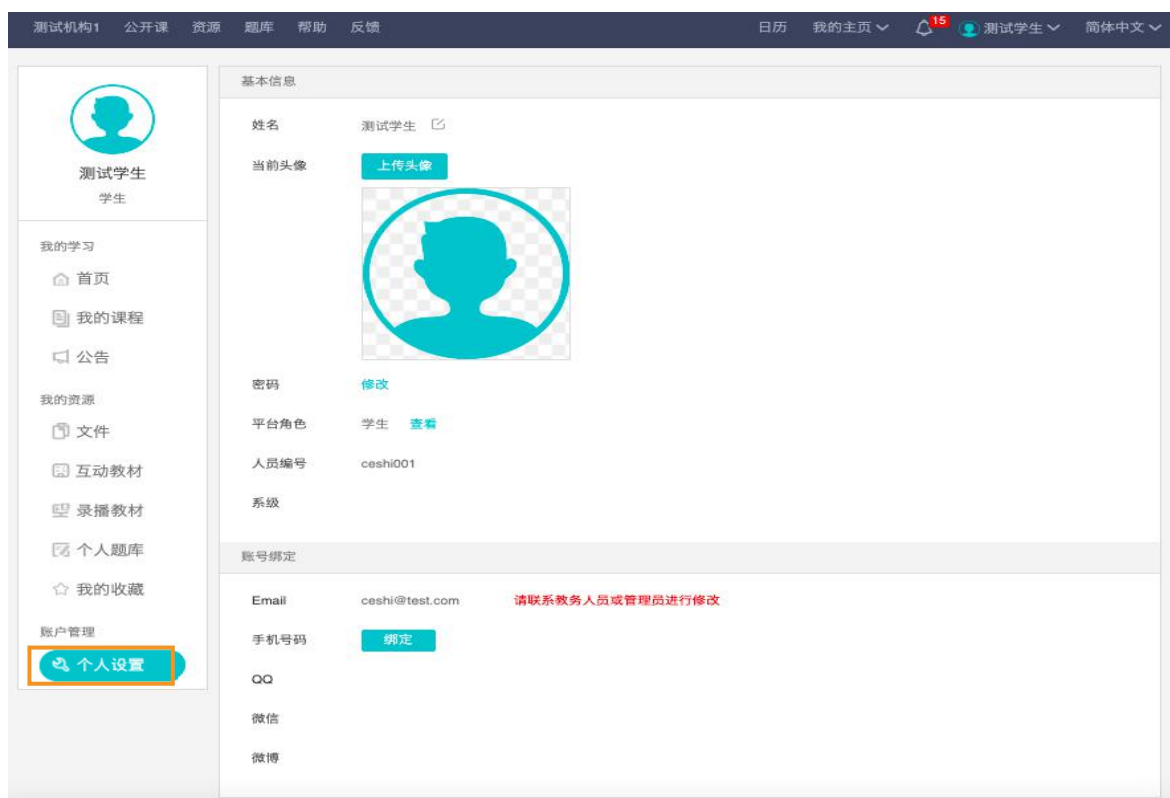 测试机构1 公开课 资源 题库 帮助 反馈 日历 我的主页 15 测试学生 简体中文
测试学生
学生
我的学习
首页
我的课程
公告
我的资源
文件
互动教材
录播教材
个人题库
我的收藏
账户管理
个人设置
基本信息
姓名 测试学生
当前头像 上传头像
密码 修改
平台角色 学生 查看
人员编号 ceshi001
系级
账号绑定
Email ceshi@test.com 请联系教务人员或管理员进行修改
手机号码 绑定
QQ
微信
微博